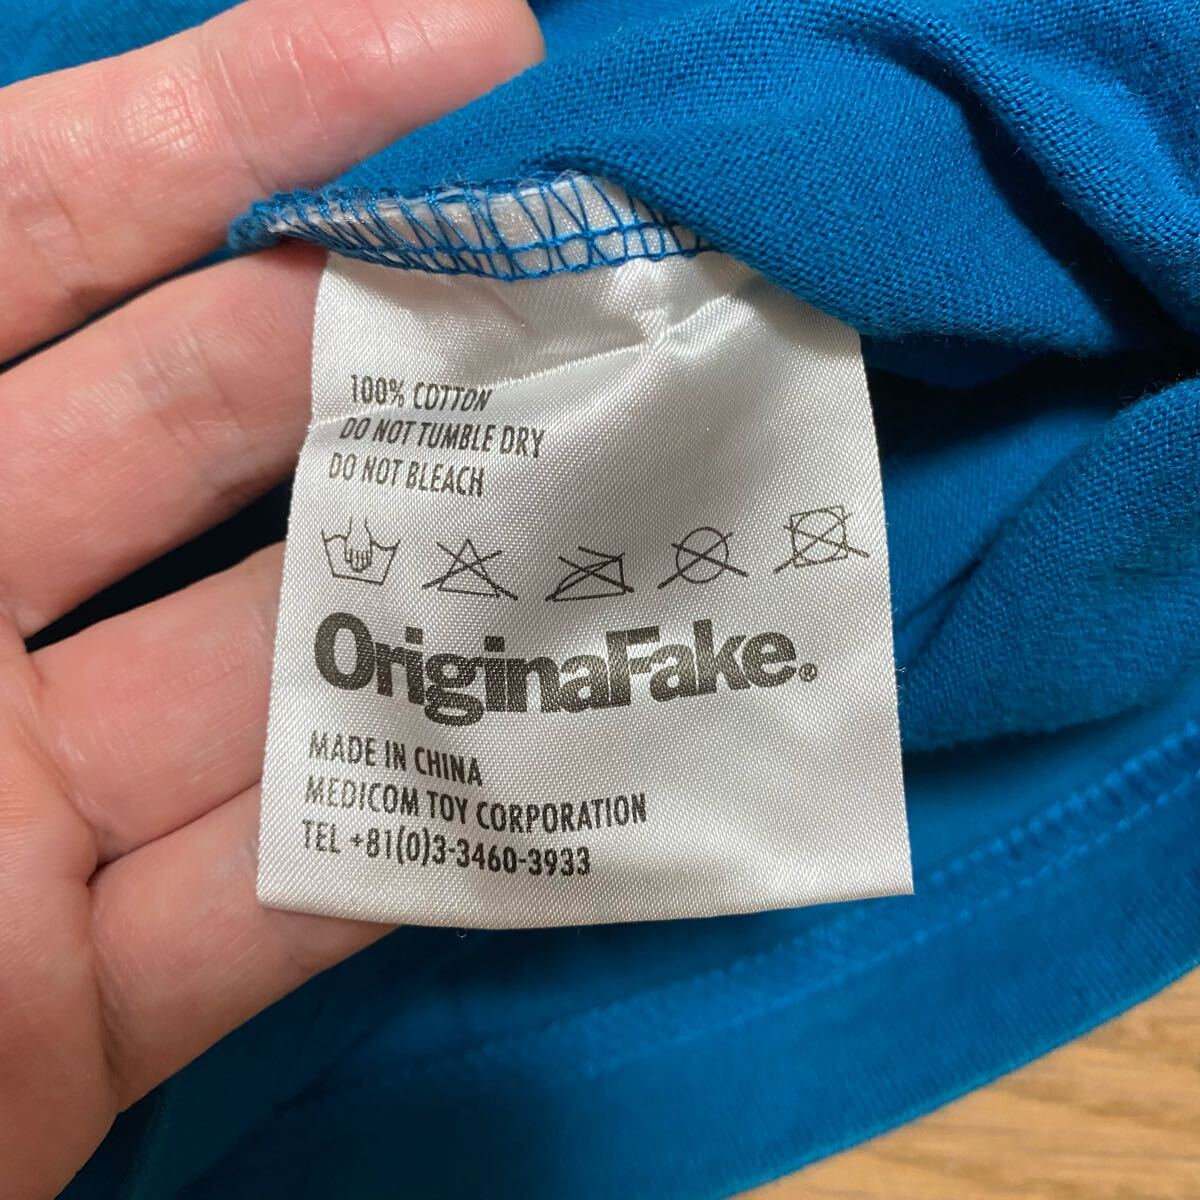 100% COTTON
DO NOT TUMBLE DRY
DO NOT BLEACH
OriginalFake.®
MADE IN CHINA
MEDICOM TOY CORPORATION
TEL +81(0)3-3460-3933